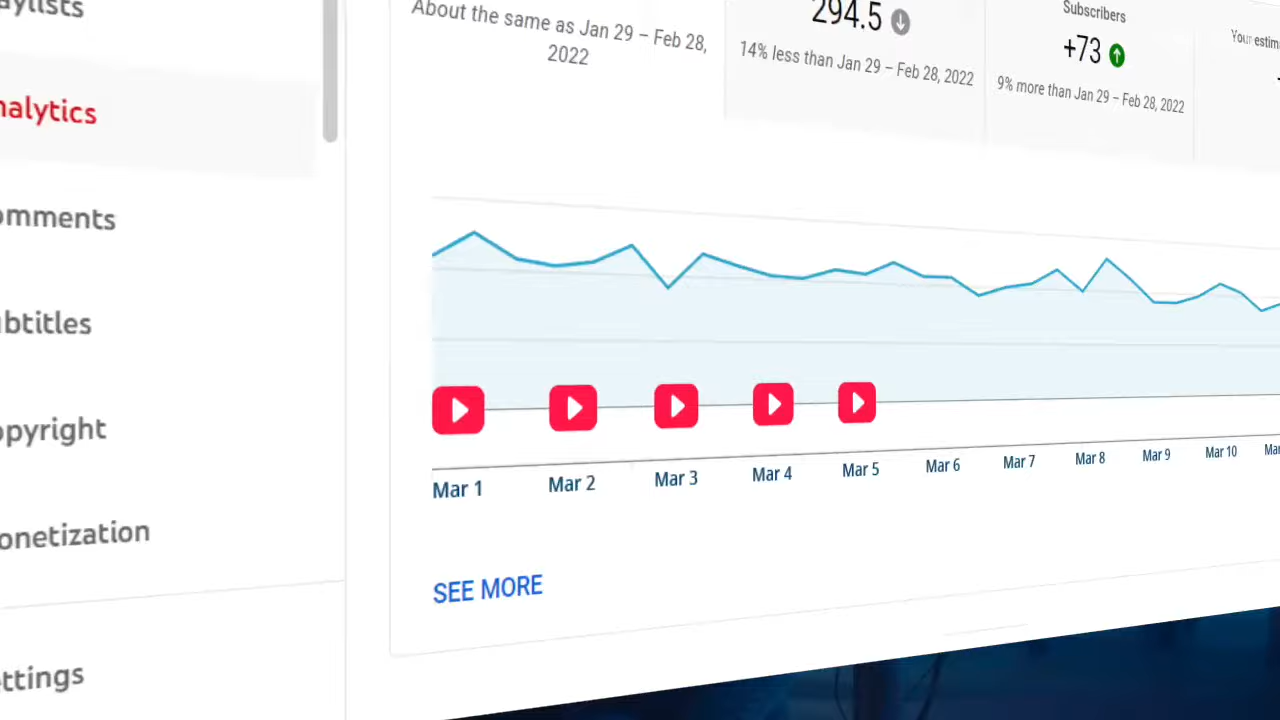 aylists
nalytics
omments
ubtitles
opyright
onetization
ettings
About the same as Jan 29 – Feb 28,
2022
294.5
14% less than Jan 29 – Feb 28, 2022
Subscribers
+73
9% more than Jan 29 – Feb 28, 2022
Your estim
Mar 1
Mar 2
Mar 3
Mar 4
Mar 5
Mar 6
Mar 7
Mar 8
Mar 9
Mar 10
Mar
SEE MORE